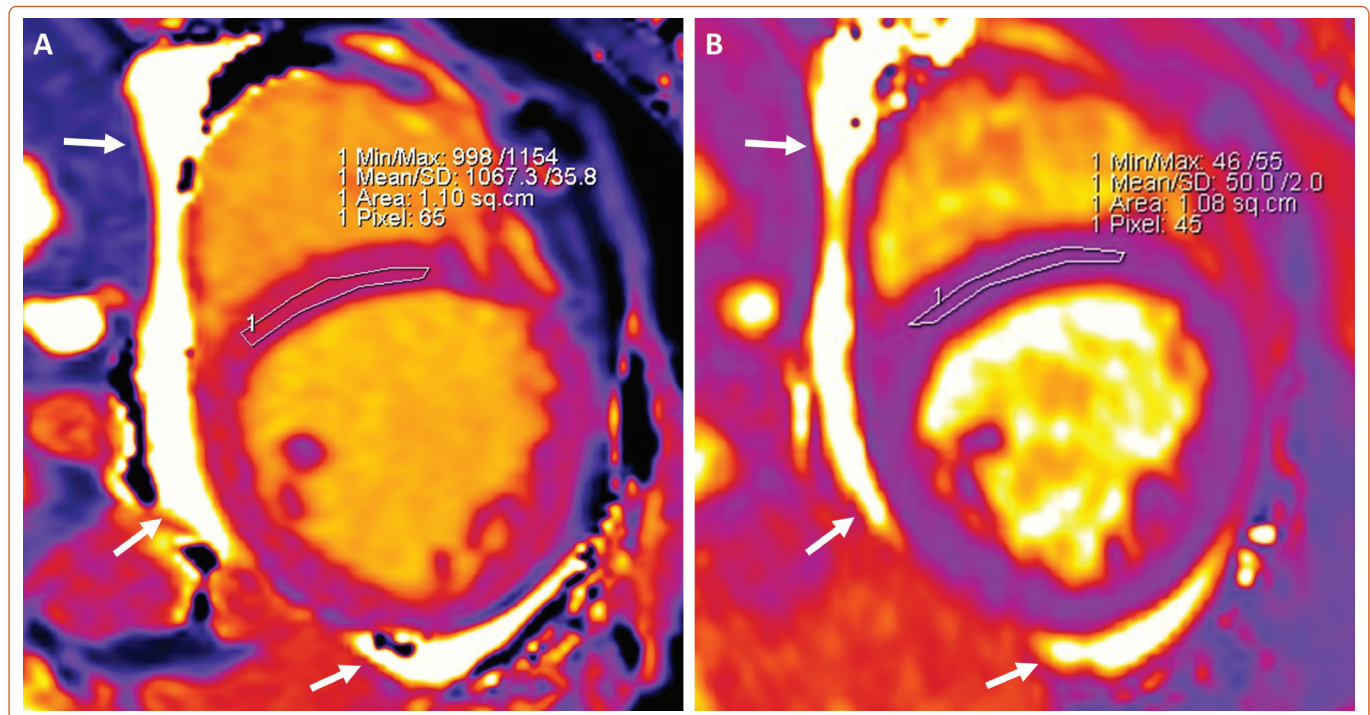 A
1 Min/Max: 998 /1154
1 Mean/SD: 1067.3 /35.8
1 Area: 1.10 sq.cm
1 Pixel: 65
1
B
1 Min/Max: 46 /55
1 Mean/SD: 50.0 /2.0
1 Area: 1.08 sq.cm
1 Pixel: 45
1